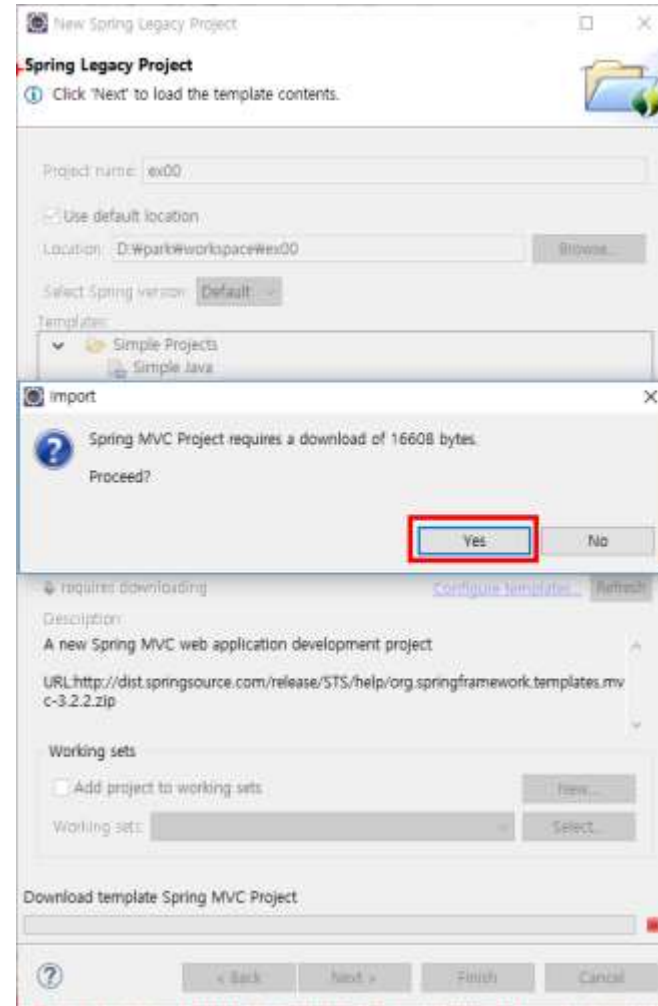 New Spring Legacy Project
Spring Legacy Project
Click 'Next' to load the template contents.
Project name: ex00
Use default location
Location: D:₩park₩workspace₩ex00 Browse...
Select Spring version: Default
Templates:
Simple Projects
Simple Java
Import
Spring MVC Project requires a download of 16608 bytes.
Proceed?
Yes No
requires downloading Configure templates... Refresh
Description:
A new Spring MVC web application development project
URL:http://dist.springsource.com/release/STS/help/org.springframework.templates.mv
c-3.2.2.zip
Working sets
Add project to working sets New...
Working sets: Select...
Download template Spring MVC Project
< Back Next > Finish Cancel